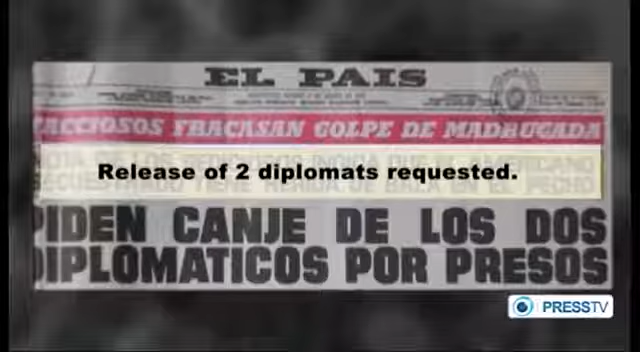 EL PAIS
FRACASAN GOLPE DE MADRUGADA
Release of 2 diplomats requested.
PIDEN CANJE DE LOS DOS
DIPLOMATICOS POR PRESOS
PRESSTV